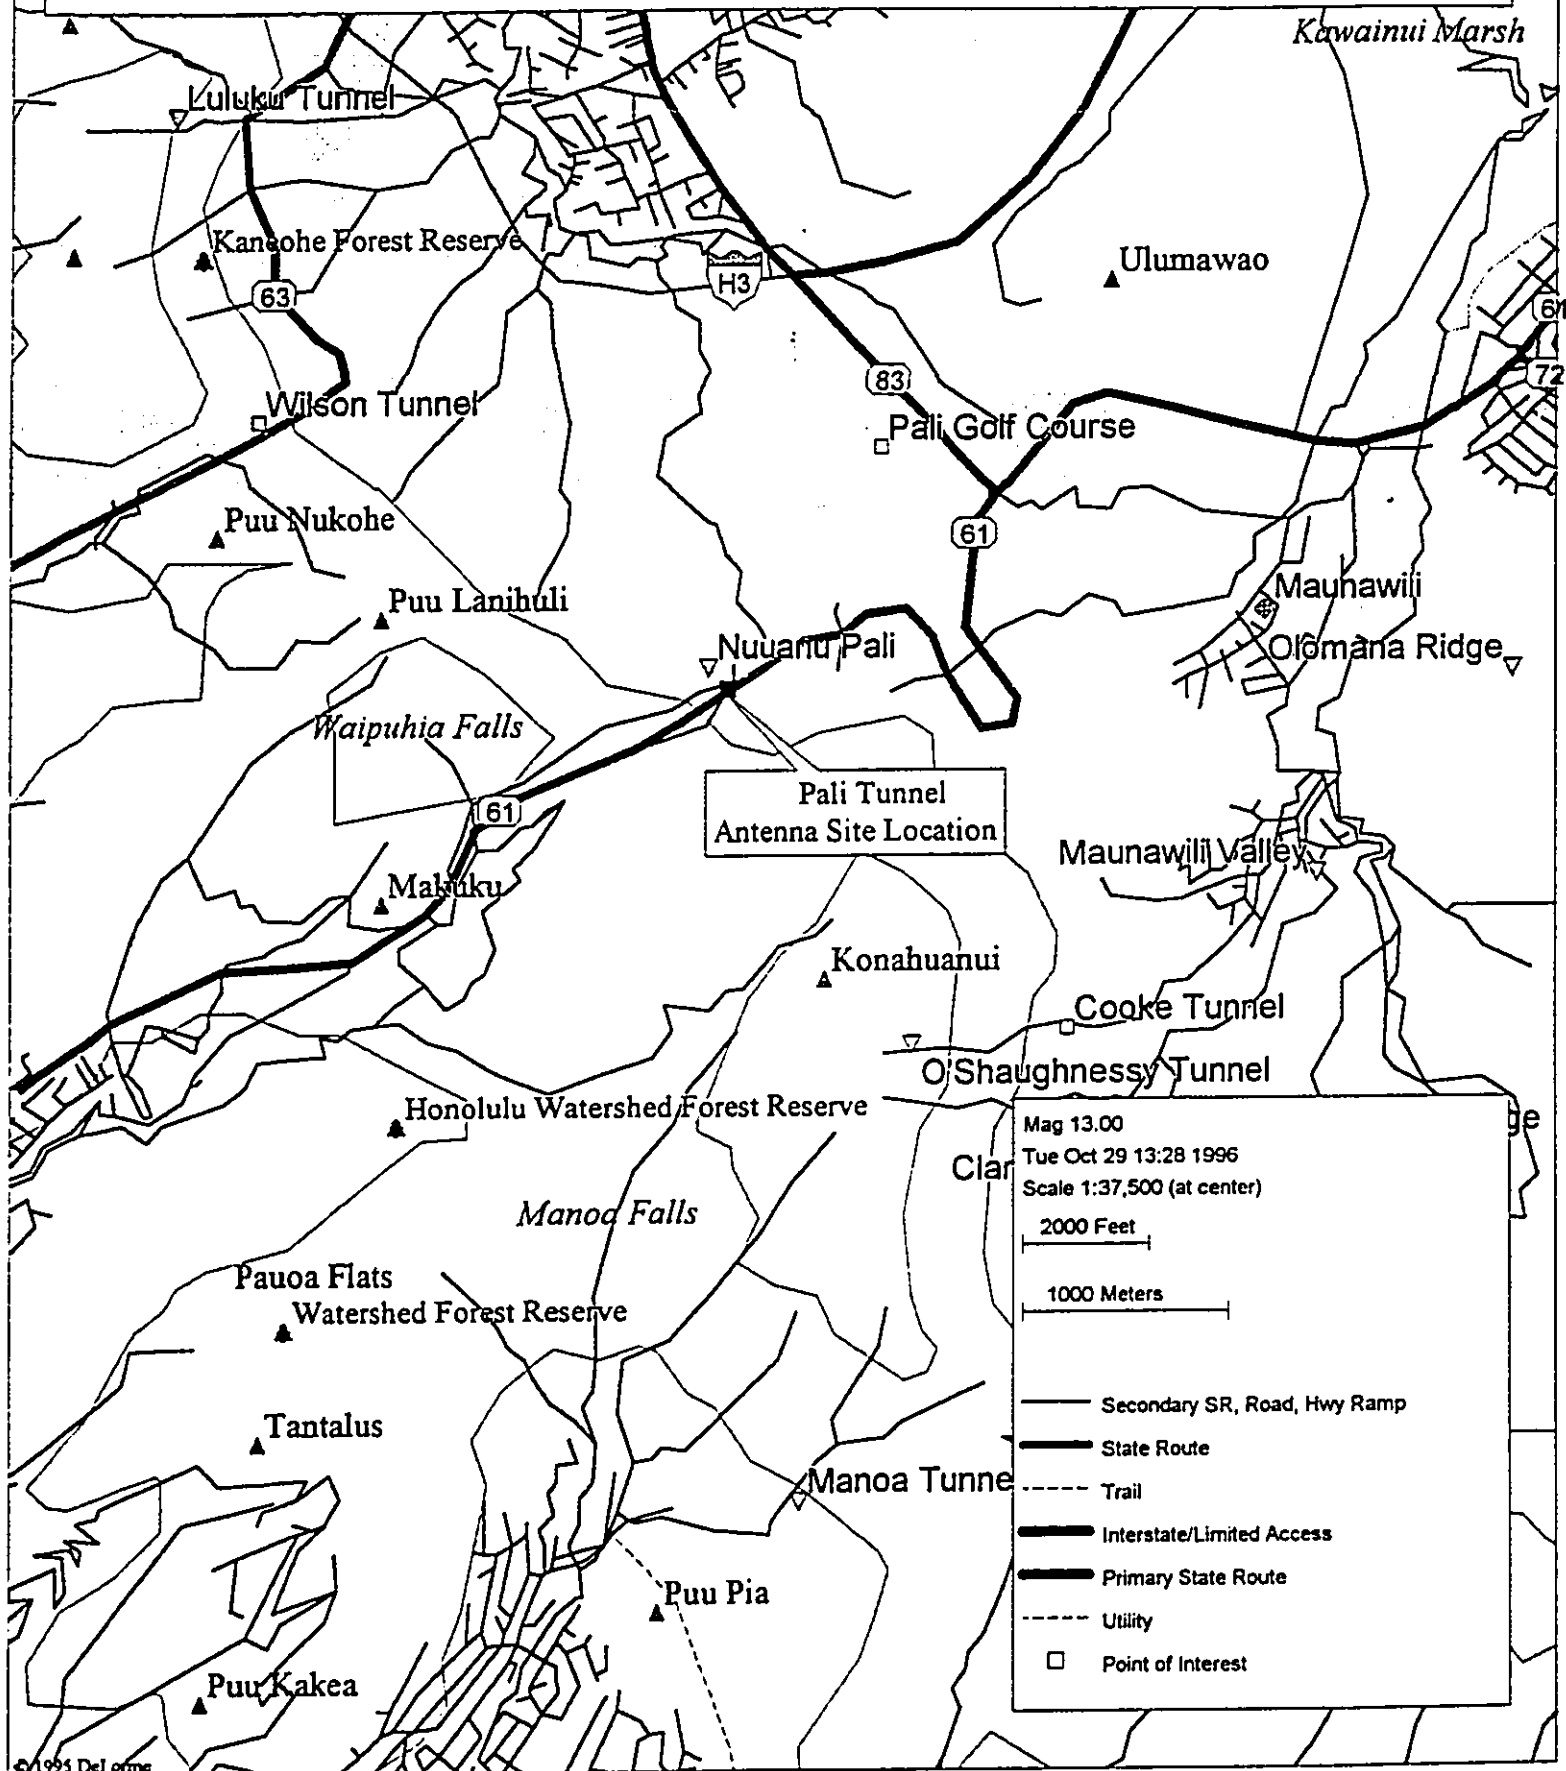 Kawainui Marsh
Luluku Tunnel
Kaneohe Forest Reserve
H3
Ulumawao
63
61
83
72
Wilson Tunnel
Pali Golf Course
Puu Nukohe
61
Maunawili
Puu Lanihuli
Nuuanu Pali
Olomana Ridge
Waipuhia Falls
Pali Tunnel
Antenna Site Location
61
Maunawili Valley
Makuku
Konahuanui
Cooke Tunnel
O'Shaughnessy Tunnel
Honolulu Watershed Forest Reserve
ge
Mag 13.00
Tue Oct 29 13:28 1996
Clar
Scale 1:37,500 (at center)
Manoa Falls
2000 Feet
Pauoa Flats
1000 Meters
Watershed Forest Reserve
Secondary SR, Road, Hwy Ramp
Tantalus
State Route
Manoa Tunne
Trail
Interstate/Limited Access
Primary State Route
Puu Pia
Utility
Point of Interest
Puu Kakea
© 1995 DeLorme